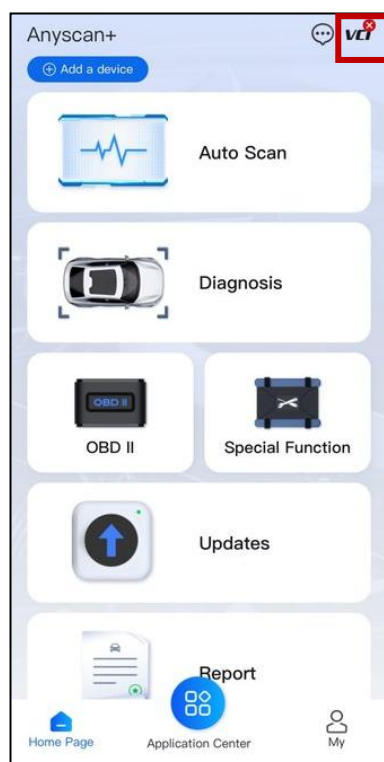 Anyscan+
VCI
Add a device
Auto Scan
Diagnosis
OBD II
OBD II
Special Function
Updates
Report
Home Page
Application Center
My